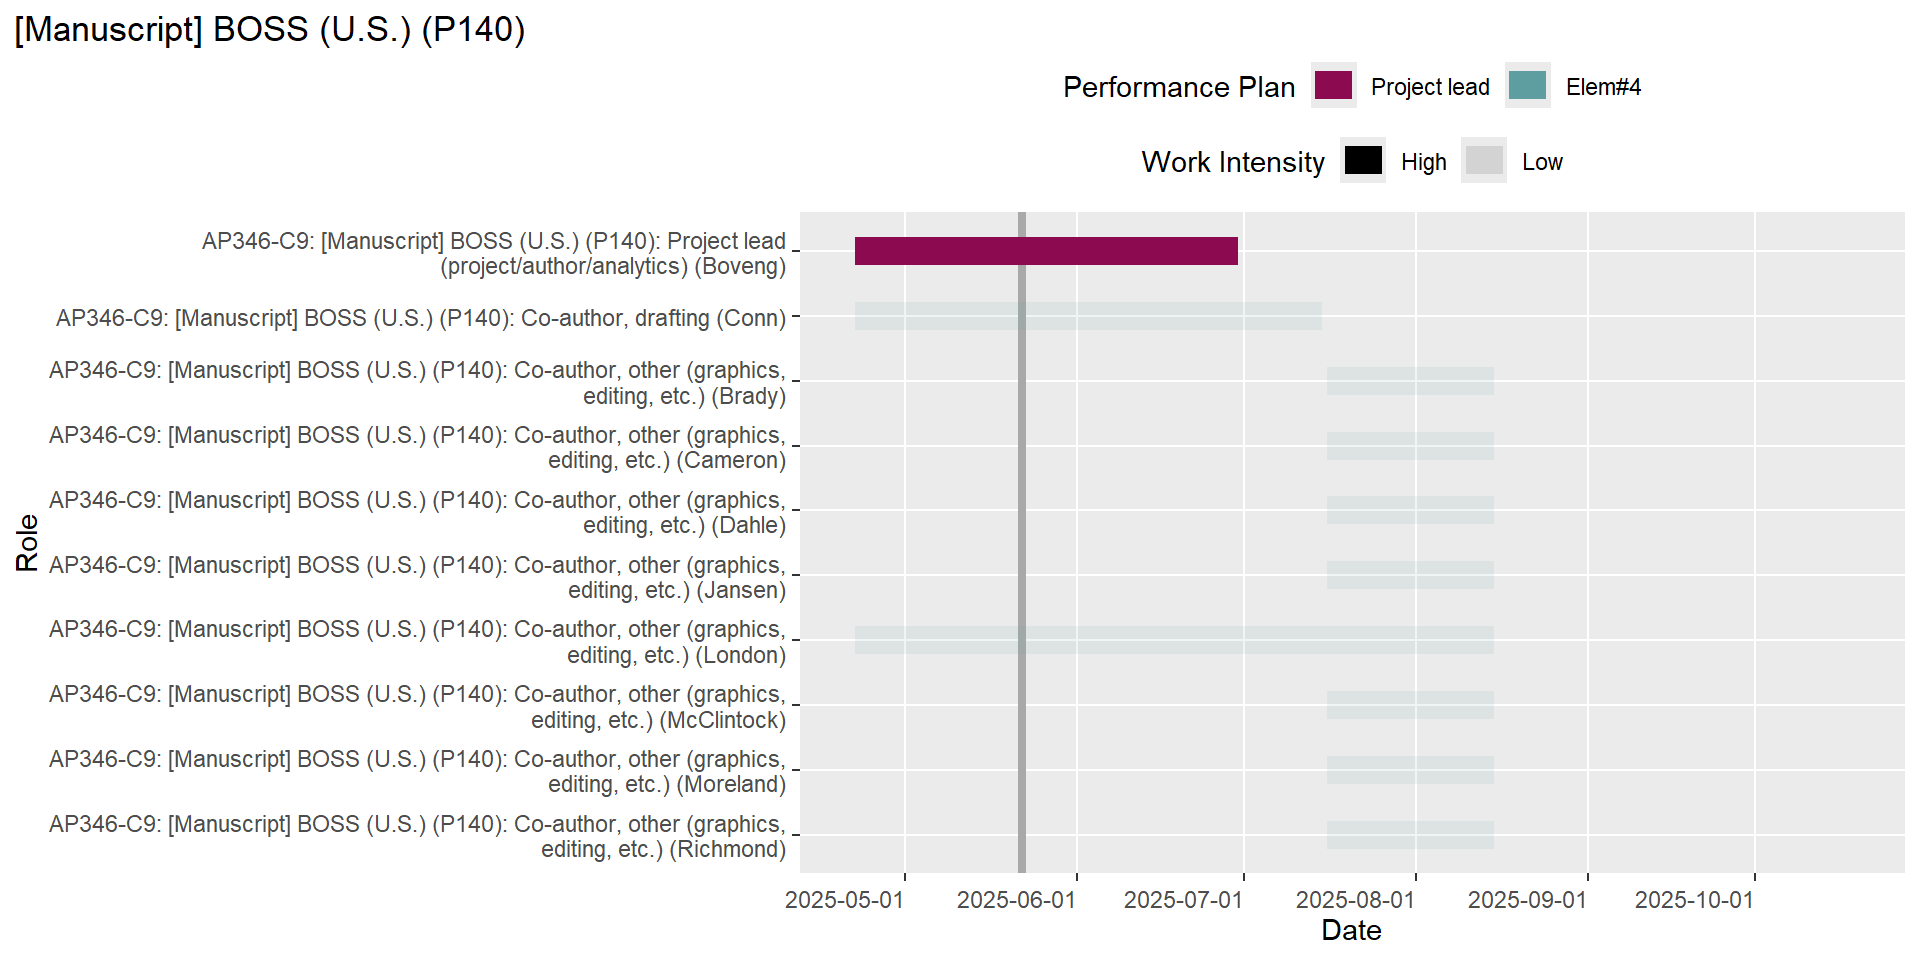 [Manuscript] BOSS (U.S.) (P140)
Performance Plan Project lead Elem#4
Work Intensity High Low
AP346-C9: [Manuscript] BOSS (U.S.) (P140): Project lead
(project/author/analytics) (Boveng)
AP346-C9: [Manuscript] BOSS (U.S.) (P140): Co-author, drafting (Conn)
AP346-C9: [Manuscript] BOSS (U.S.) (P140): Co-author, other (graphics,
editing, etc.) (Brady)
AP346-C9: [Manuscript] BOSS (U.S.) (P140): Co-author, other (graphics,
editing, etc.) (Cameron)
AP346-C9: [Manuscript] BOSS (U.S.) (P140): Co-author, other (graphics,
editing, etc.) (Dahle)
AP346-C9: [Manuscript] BOSS (U.S.) (P140): Co-author, other (graphics,
editing, etc.) (Jansen)
AP346-C9: [Manuscript] BOSS (U.S.) (P140): Co-author, other (graphics,
editing, etc.) (London)
AP346-C9: [Manuscript] BOSS (U.S.) (P140): Co-author, other (graphics,
editing, etc.) (McClintock)
AP346-C9: [Manuscript] BOSS (U.S.) (P140): Co-author, other (graphics,
editing, etc.) (Moreland)
AP346-C9: [Manuscript] BOSS (U.S.) (P140): Co-author, other (graphics,
editing, etc.) (Richmond)
Role
2025-05-01 2025-06-01 2025-07-01 2025-08-01 2025-09-01 2025-10-01
Date